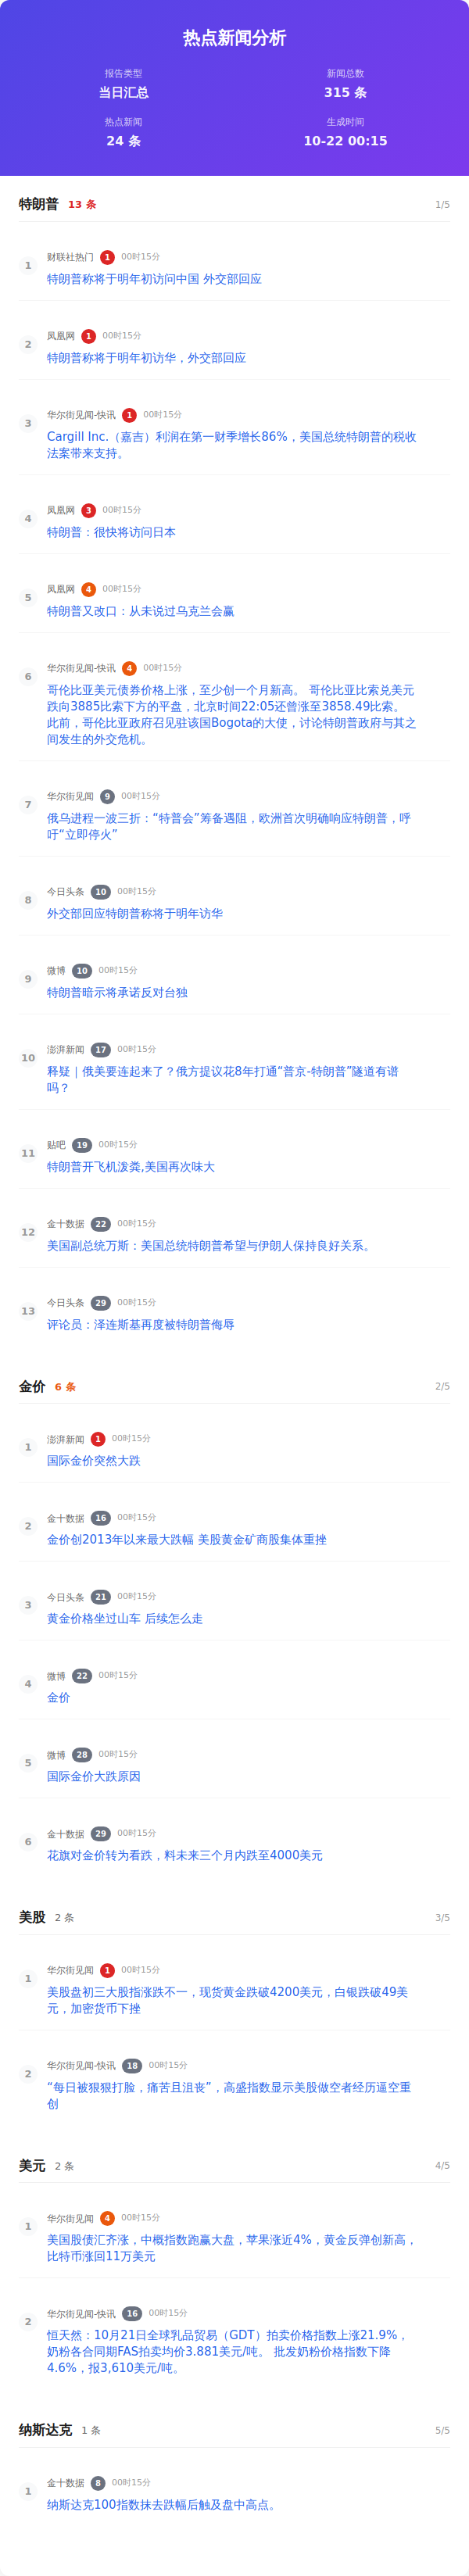 热点新闻分析
报告类型
新闻总数
当日汇总
315 条
热点新闻
生成时间
24 条
10-22 00:15
特朗普 13 条 1/5
1
财联社热门 1 00时15分
特朗普称将于明年初访问中国 外交部回应
2
凤凰网 1 00时15分
特朗普称将于明年初访华，外交部回应
3
华尔街见闻-快讯 1 00时15分
Cargill Inc.（嘉吉）利润在第一财季增长86%，美国总统特朗普的税收
法案带来支持。
4
凤凰网 3 00时15分
特朗普：很快将访问日本
5
凤凰网 4 00时15分
特朗普又改口：从未说过乌克兰会赢
6
华尔街见闻-快讯 4 00时15分
哥伦比亚美元债券价格上涨，至少创一个月新高。 哥伦比亚比索兑美元
跌向3885比索下方的平盘，北京时间22:05还曾涨至3858.49比索。
此前，哥伦比亚政府召见驻该国Bogota的大使，讨论特朗普政府与其之
间发生的外交危机。
7
华尔街见闻 9 00时15分
俄乌进程一波三折：“特普会”筹备遇阻，欧洲首次明确响应特朗普，呼
吁“立即停火”
8
今日头条 10 00时15分
外交部回应特朗普称将于明年访华
9
微博 10 00时15分
特朗普暗示将承诺反对台独
10
澎湃新闻 17 00时15分
释疑｜俄美要连起来了？俄方提议花8年打通“普京-特朗普”隧道有谱
吗？
11
贴吧 19 00时15分
特朗普开飞机泼粪,美国再次味大
12
金十数据 22 00时15分
美国副总统万斯：美国总统特朗普希望与伊朗人保持良好关系。
13
今日头条 29 00时15分
评论员：泽连斯基再度被特朗普侮辱
金价 6 条 2/5
1
澎湃新闻 1 00时15分
国际金价突然大跌
2
金十数据 16 00时15分
金价创2013年以来最大跌幅 美股黄金矿商股集体重挫
3
今日头条 21 00时15分
黄金价格坐过山车 后续怎么走
4
微博 22 00时15分
金价
5
微博 28 00时15分
国际金价大跌原因
6
金十数据 29 00时15分
花旗对金价转为看跌，料未来三个月内跌至4000美元
美股 2 条 3/5
1
华尔街见闻 1 00时15分
美股盘初三大股指涨跌不一，现货黄金跌破4200美元，白银跌破49美
元，加密货币下挫
2
华尔街见闻-快讯 18 00时15分
“每日被狠狠打脸，痛苦且沮丧”，高盛指数显示美股做空者经历逼空重
创
美元 2 条 4/5
1
华尔街见闻 4 00时15分
美国股债汇齐涨，中概指数跑赢大盘，苹果涨近4%，黄金反弹创新高，
比特币涨回11万美元
2
华尔街见闻-快讯 16 00时15分
恒天然：10月21日全球乳品贸易（GDT）拍卖价格指数上涨21.9%，
奶粉各合同期FAS拍卖均价3.881美元/吨。 批发奶粉价格指数下降
4.6%，报3,610美元/吨。
纳斯达克 1 条 5/5
1
金十数据 8 00时15分
纳斯达克100指数抹去跌幅后触及盘中高点。